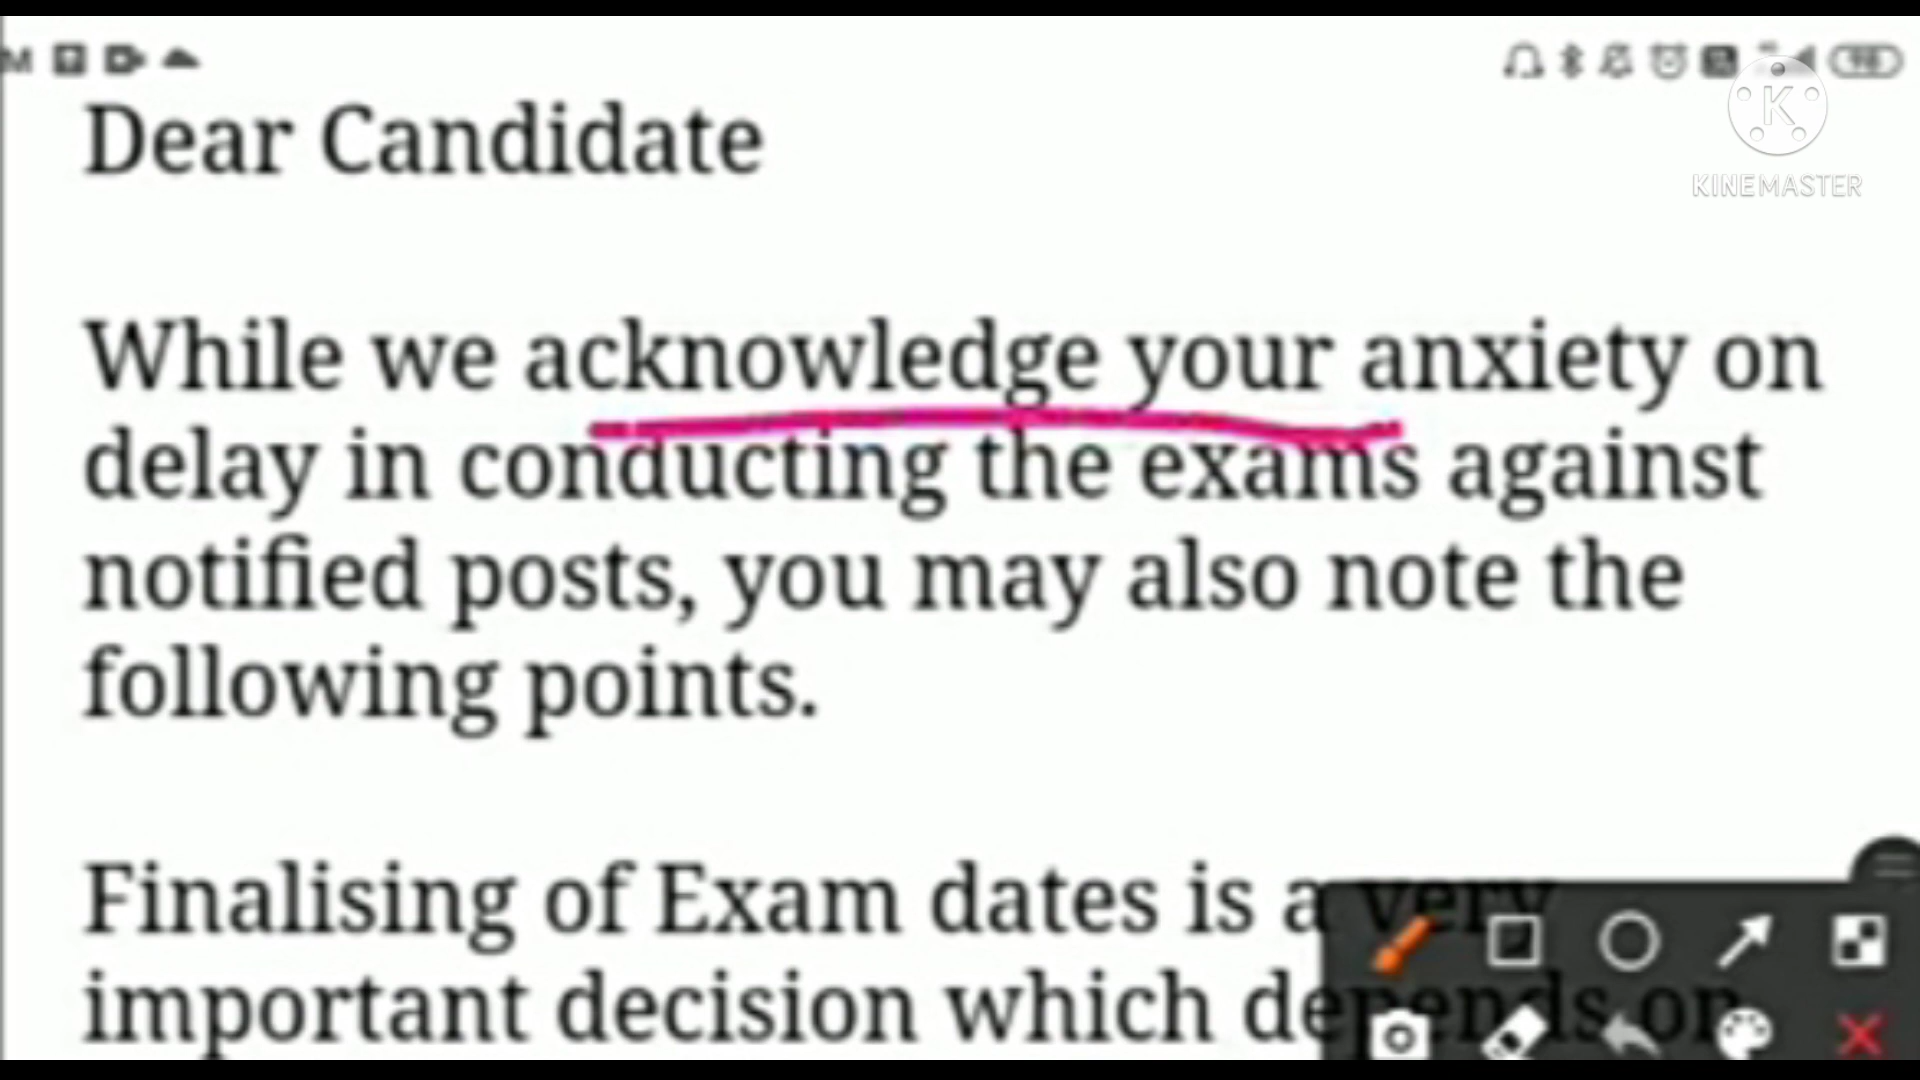 Dear Candidate
KINEMASTER
While we acknowledge your anxiety on
delay in conducting the exams against
notified posts, you may also note the
following points.
Finalising of Exam dates is a very
important decision which depends on